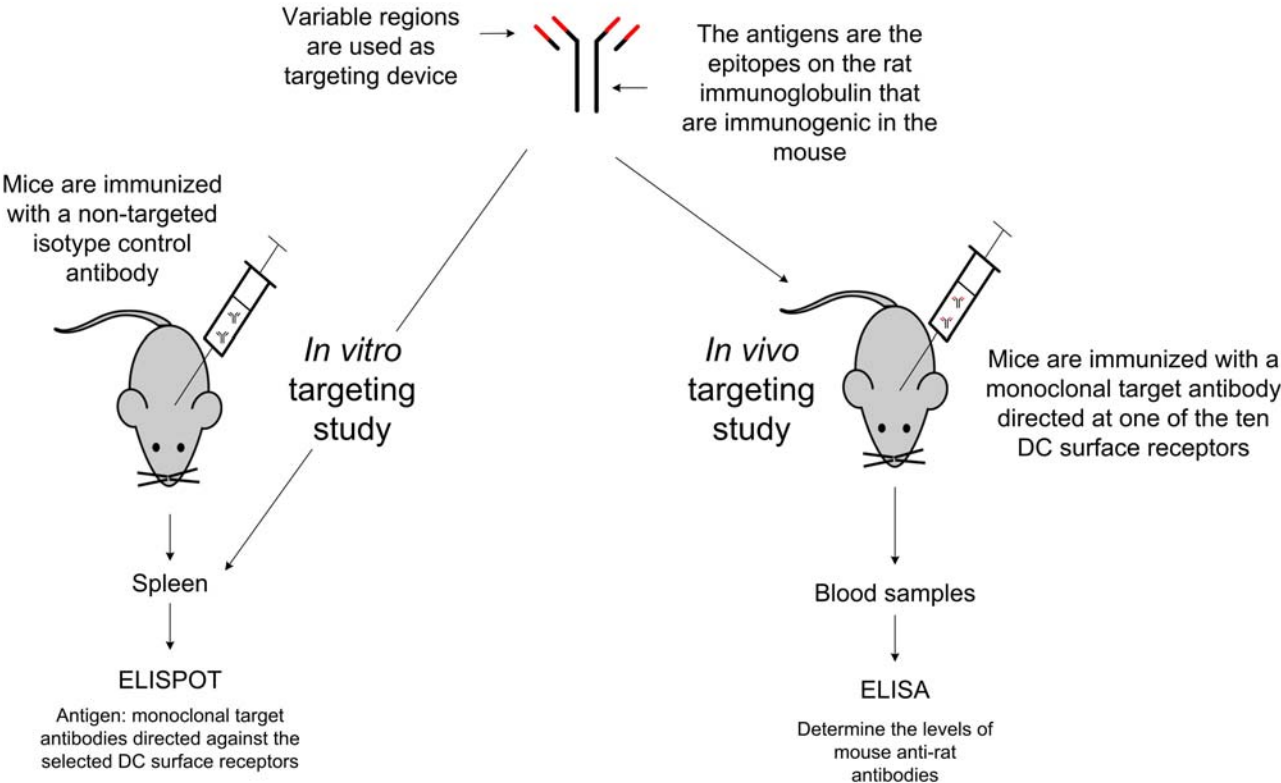 Variable regions
are used as
targeting device
The antigens are the
epitopes on the rat
immunoglobulin that
are immunogenic in the
mouse
Mice are immunized
with a non-targeted
isotype control
antibody
In vitro
targeting
study
In vivo
targeting
study
Mice are immunized with a
monoclonal target antibody
directed at one of the ten
DC surface receptors
Spleen
Blood samples
ELISPOT
Antigen: monoclonal target
antibodies directed against the
selected DC surface receptors
ELISA
Determine the levels of
mouse anti-rat
antibodies